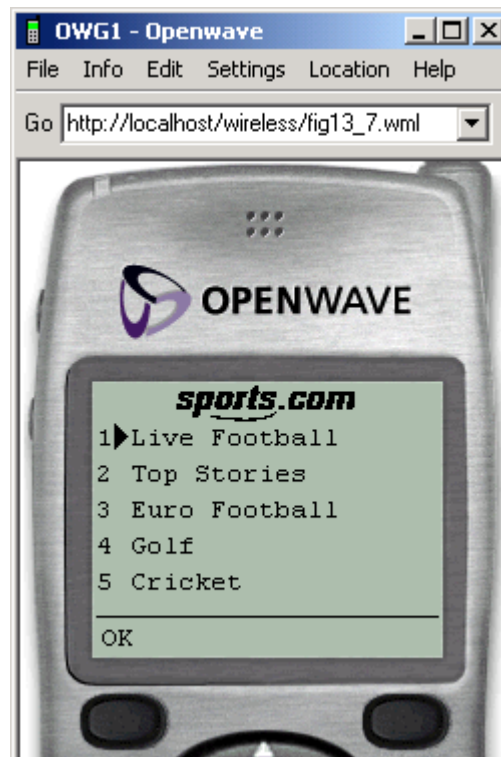 OWG1 - Openwave
File Info Edit Settings Location Help
Go http://localhost/wireless/fig13_7.wml
OPENWAVE
sports.com
1 Live Football
2 Top Stories
3 Euro Football
4 Golf
5 Cricket
OK